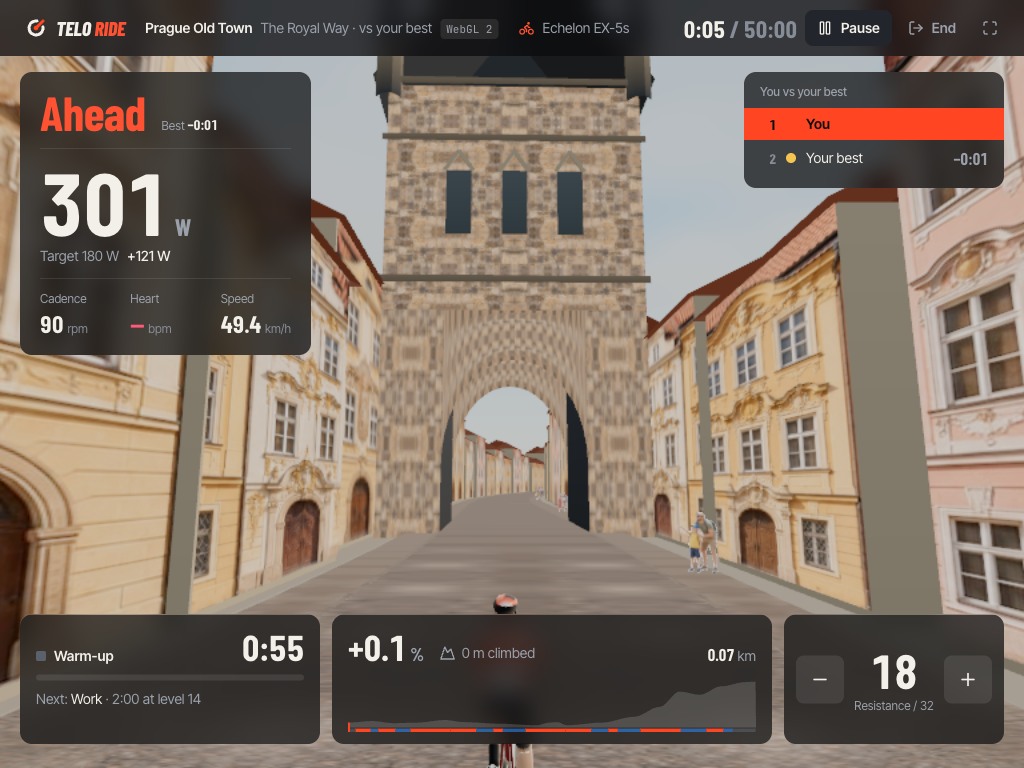 TELO RIDE Prague Old Town The Royal Way · vs your best WebGL 2 Echelon EX-5s 0:05 / 50:00 Pause End
Ahead Best −0:01
301 W
Target 180 W +121 W
Cadence Heart Speed
90 rpm — bpm 49.4 km/h
You vs your best
1 You
2 Your best −0:01
Warm-up 0:55
Next: Work · 2:00 at level 14
+0.1 % 0 m climbed 0.07 km
− 18 +
Resistance / 32